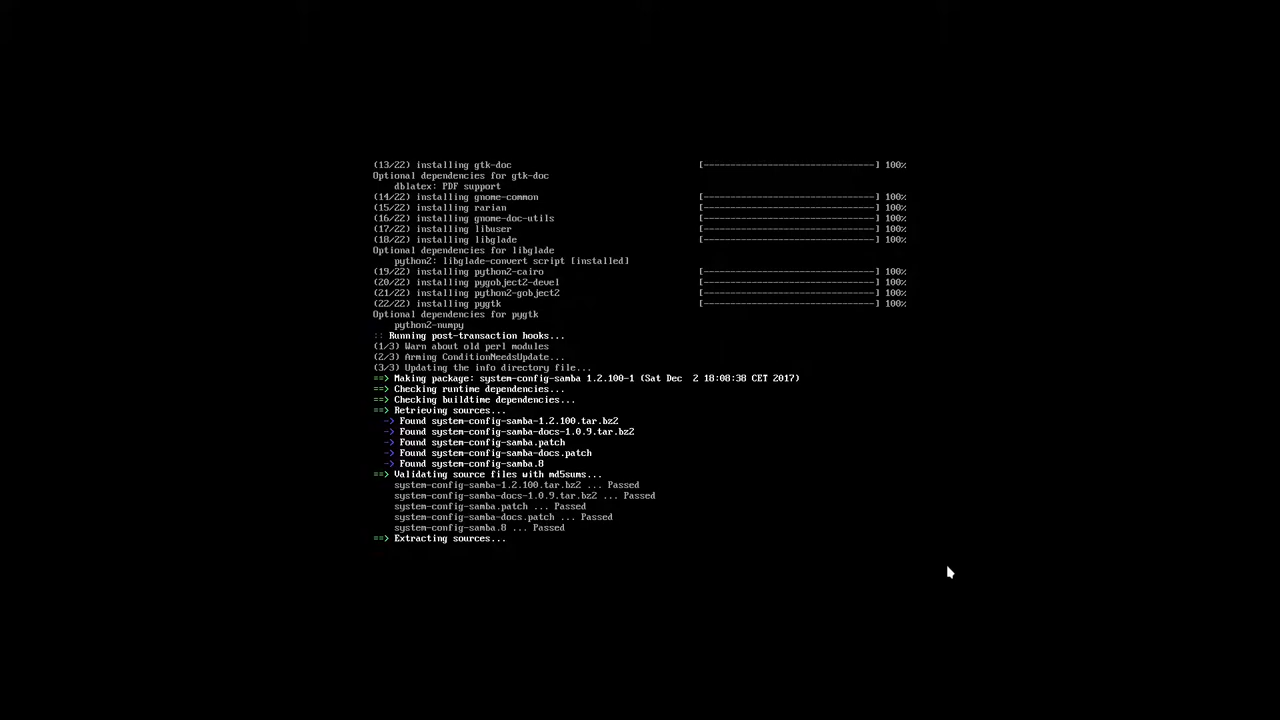 (13/22) installing gtk-doc [--------------------------------] 100%
Optional dependencies for gtk-doc
dblatex: PDF support
(14/22) installing gnome-common [--------------------------------] 100%
(15/22) installing rarian [--------------------------------] 100%
(16/22) installing gnome-doc-utils [--------------------------------] 100%
(17/22) installing libuser [--------------------------------] 100%
(18/22) installing libglade [--------------------------------] 100%
Optional dependencies for libglade
python2: libglade-convert script [installed]
(19/22) installing python2-cairo [--------------------------------] 100%
(20/22) installing pygobject2-devel [--------------------------------] 100%
(21/22) installing python2-gobject2 [--------------------------------] 100%
(22/22) installing pygtk [--------------------------------] 100%
Optional dependencies for pygtk
python2-numpy
:: Running post-transaction hooks...
(1/3) Warn about old perl modules
(2/3) Arming ConditionNeedsUpdate...
(3/3) Updating the info directory file...
==> Making package: system-config-samba 1.2.100-1 (Sat Dec  2 18:08:38 CET 2017)
==> Checking runtime dependencies...
==> Checking buildtime dependencies...
==> Retrieving sources...
-> Found system-config-samba-1.2.100.tar.bz2
-> Found system-config-samba-docs-1.0.9.tar.bz2
-> Found system-config-samba.patch
-> Found system-config-samba-docs.patch
-> Found system-config-samba.8
==> Validating source files with md5sums...
system-config-samba-1.2.100.tar.bz2 ... Passed
system-config-samba-docs-1.0.9.tar.bz2 ... Passed
system-config-samba.patch ... Passed
system-config-samba-docs.patch ... Passed
system-config-samba.8 ... Passed
==> Extracting sources...